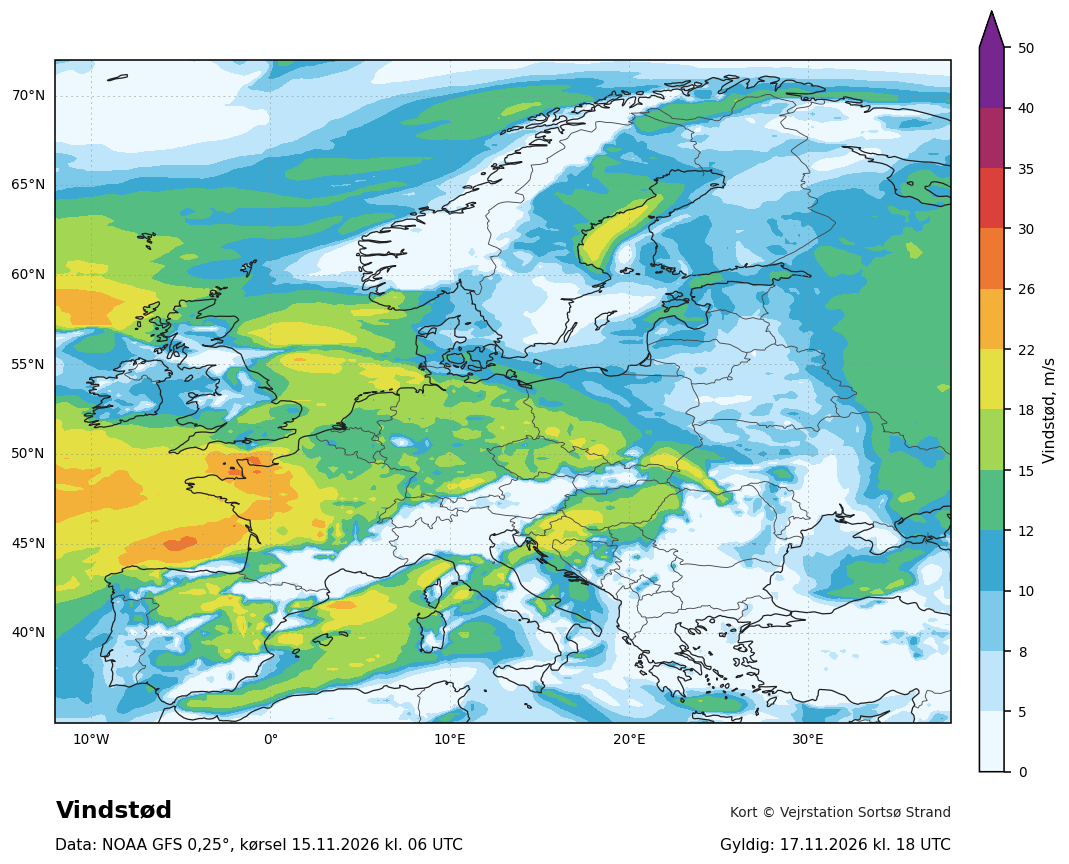 50
40
35
30
26
22
18
15
12
10
8
5
0
Vindstød, m/s
70°N
65°N
60°N
55°N
50°N
45°N
40°N
10°W
0°
10°E
20°E
30°E
Vindstød
Kort © Vejrstation Sortsø Strand
Data: NOAA GFS 0,25°, kørsel 15.11.2026 kl. 06 UTC
Gyldig: 17.11.2026 kl. 18 UTC